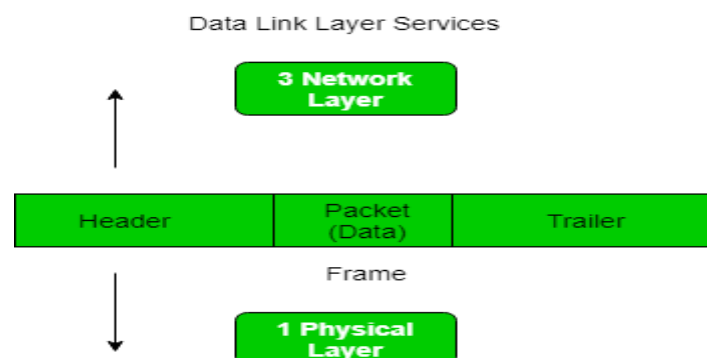 Data Link Layer Services
3 Network
Layer
Header
Packet
(Data)
Trailer
Frame
1 Physical
Layer